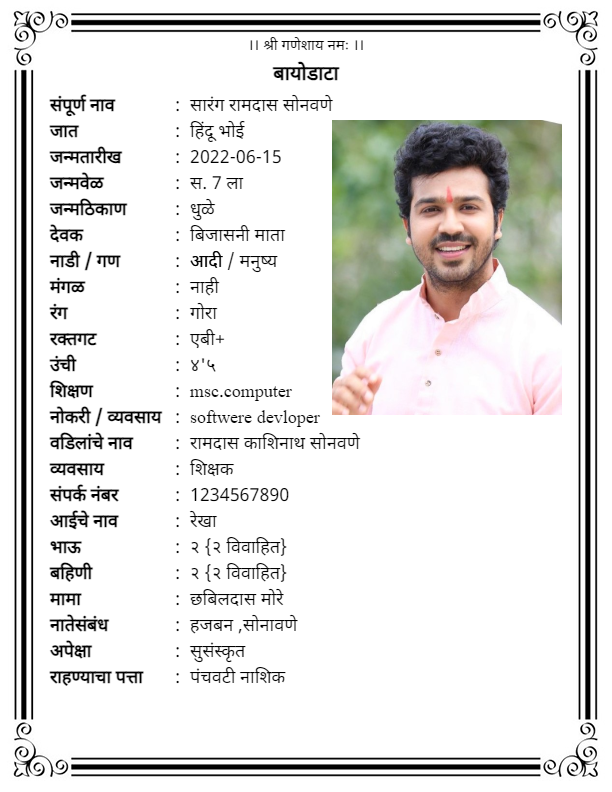 ।। श्री गणेशाय नमः ।।
बायोडाटा
संपूर्ण नाव : सारंग रामदास सोनवणे
जात : हिंदू भोई
जन्मतारीख : 2022-06-15
जन्मवेळ : स. 7 ला
जन्मठिकाण : धुळे
देवक : बिजासनी माता
नाडी / गण : आदी / मनुष्य
मंगळ : नाही
रंग : गोरा
रक्तगट : एबी+
उंची : ४'५
शिक्षण : msc.computer
नोकरी / व्यवसाय : softwere devloper
वडिलांचे नाव : रामदास काशिनाथ सोनवणे
व्यवसाय : शिक्षक
संपर्क नंबर : 1234567890
आईचे नाव : रेखा
भाऊ : २ {२ विवाहित}
बहिणी : २ {२ विवाहित}
मामा : छबिलदास मोरे
नातेसंबंध : हजबन ,सोनावणे
अपेक्षा : सुसंस्कृत
राहण्याचा पत्ता : पंचवटी नाशिक